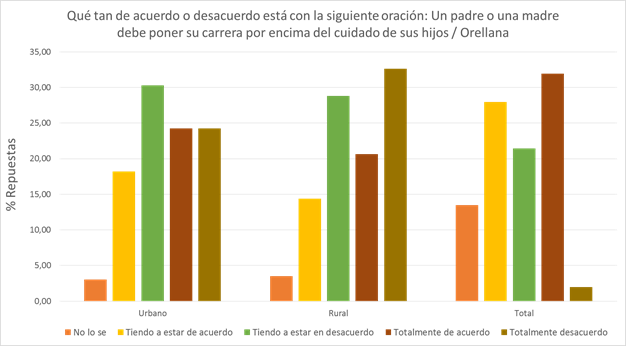 Qué tan de acuerdo o desacuerdo está con la siguiente oración: Un padre o una madre
debe poner su carrera por encima del cuidado de sus hijos / Orellana
35,00
30,00
25,00
20,00
15,00
10,00
5,00
0,00
% Repuestas
Urbano Rural Total
No lo se Tiendo a estar de acuerdo Tiendo a estar en desacuerdo Totalmente de acuerdo Totalmente desacuerdo